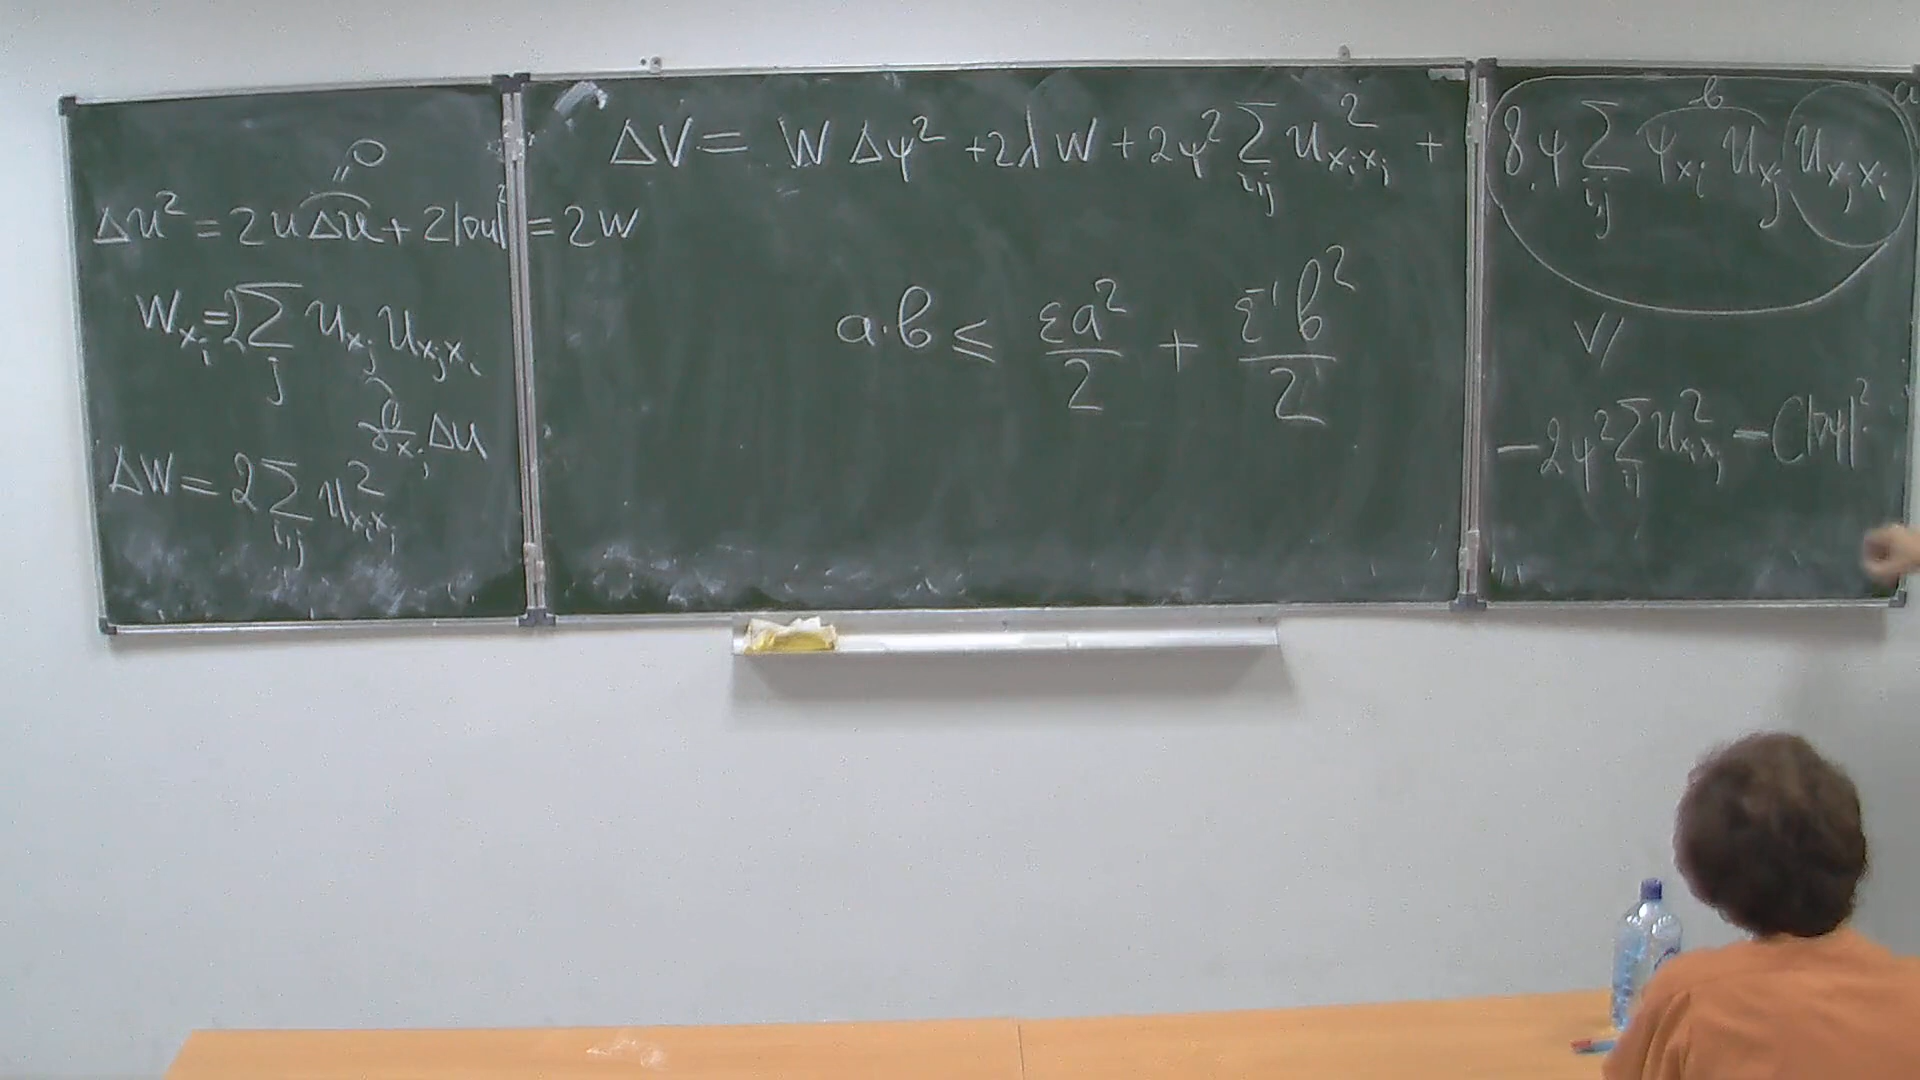 Δu² = 2uΔu + 2|∇u|² = 2W
= 0
W_{x_i} = 2∑_j u_{x_j} u_{x_j x_i}
∂/∂x_j Δu
ΔW = 2∑_{i,j} u²_{x_i x_j}
ΔV = W Δψ² + 2λW + 2ψ² ∑_{i,j} u²_{x_i x_j} + 8ψ ∑_{i,j} ψ_{x_i} u_{x_j} u_{x_j x_i}
b
a
a·b ≤ εa²/2 + ε⁻¹b²/2
V/
-2ψ² ∑_{i,j} u²_{x_i x_j} - C|∇ψ|²·